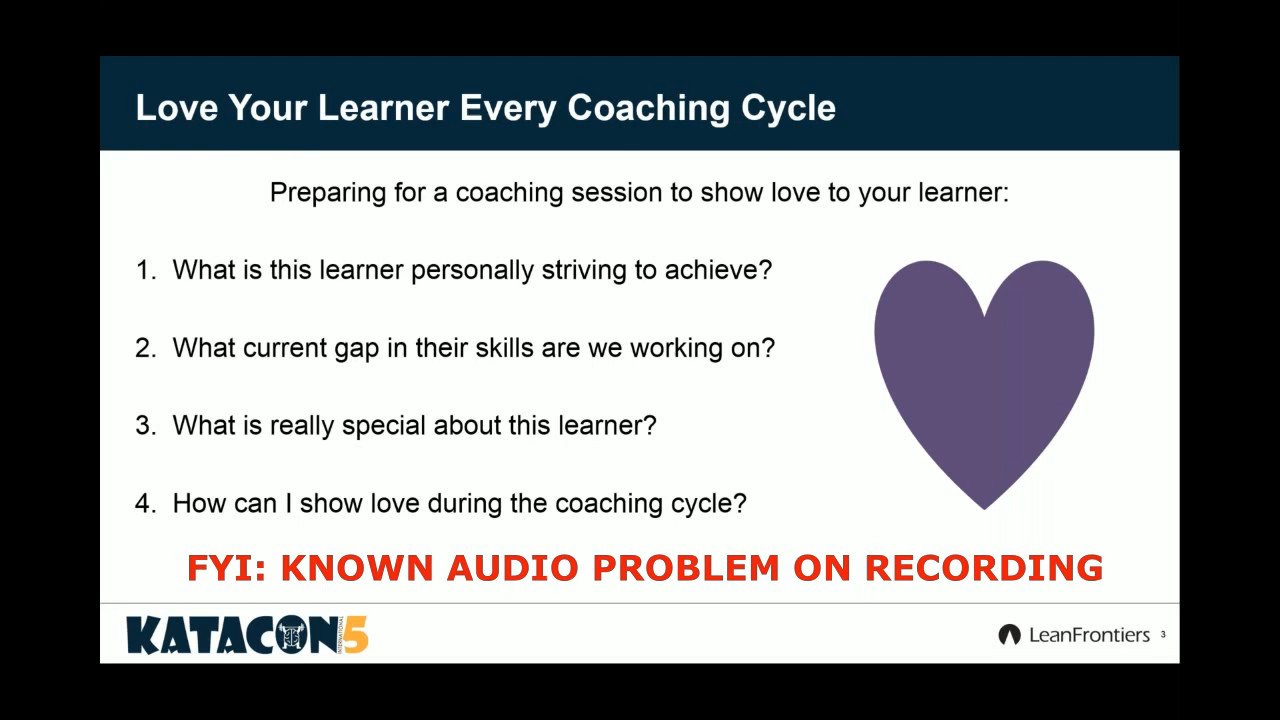 Love Your Learner Every Coaching Cycle
Preparing for a coaching session to show love to your learner:
1. What is this learner personally striving to achieve?
2. What current gap in their skills are we working on?
3. What is really special about this learner?
4. How can I show love during the coaching cycle?
FYI: KNOWN AUDIO PROBLEM ON RECORDING
KATACON INTERNATIONAL 5
LeanFrontiers 3